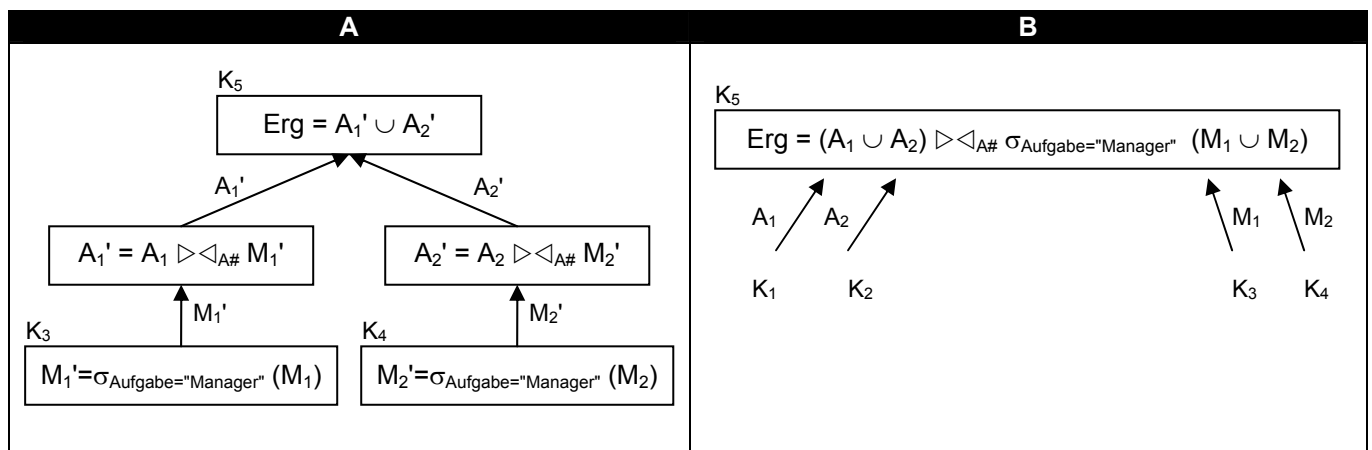 A
B
K₅
Erg = A₁' ∪ A₂'
A₁'
A₂'
A₁' = A₁ ▷◁A# M₁'
A₂' = A₂ ▷◁A# M₂'
M₁'
M₂'
K₃
K₄
M₁'=σAufgabe="Manager" (M₁)
M₂'=σAufgabe="Manager" (M₂)
K₅
Erg = (A₁ ∪ A₂) ▷◁A# σAufgabe="Manager" (M₁ ∪ M₂)
A₁ A₂ M₁ M₂
K₁ K₂ K₃ K₄